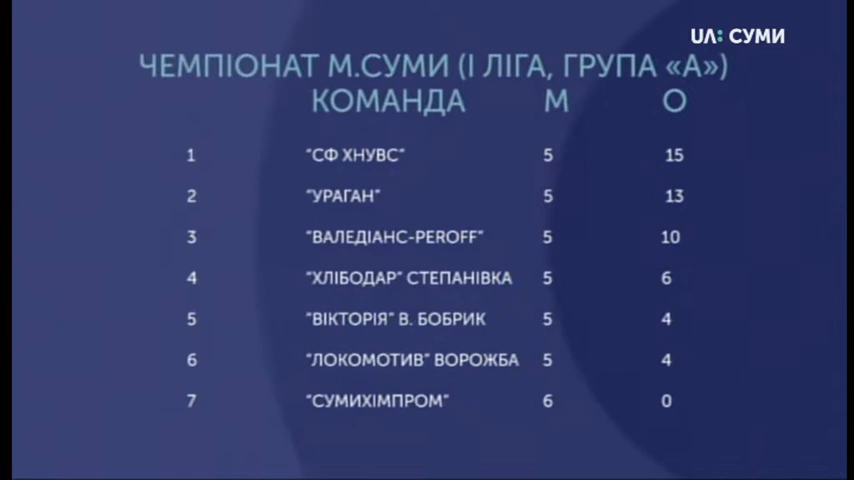 UA: СУМИ
ЧЕМПІОНАТ М.СУМИ (І ЛІГА, ГРУПА «А»)
КОМАНДА М О
1 "СФ ХНУВС" 5 15
2 "УРАГАН" 5 13
3 "ВАЛЕДІАНС-PEROFF" 5 10
4 "ХЛІБОДАР" СТЕПАНІВКА 5 6
5 "ВІКТОРІЯ" В. БОБРИК 5 4
6 "ЛОКОМОТИВ" ВОРОЖБА 5 4
7 "СУМИХІМПРОМ" 6 0